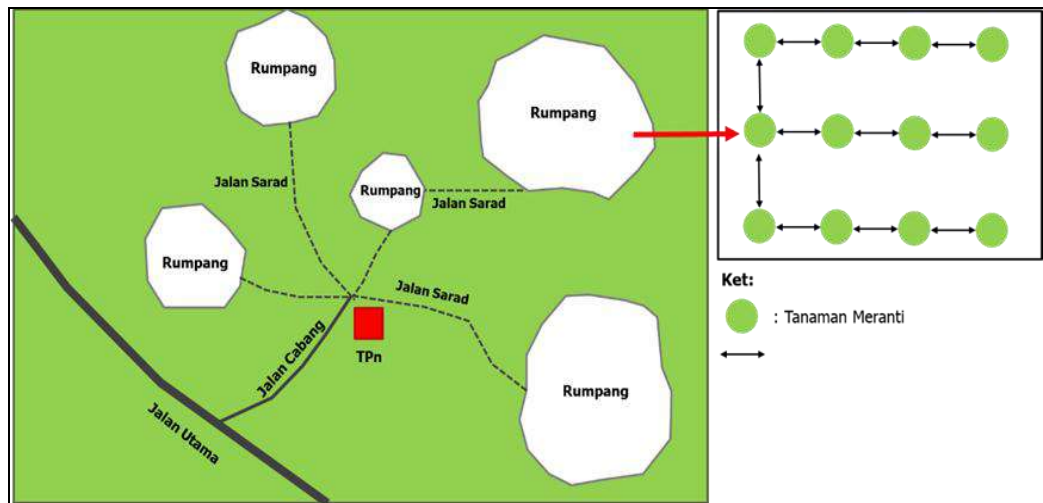 Rumpang
Rumpang
Jalan Sarad
Rumpang
Jalan Sarad
Rumpang
Jalan Sarad
TPn
Jalan Cabang
Rumpang
Jalan Utama
Ket:
: Tanaman Meranti